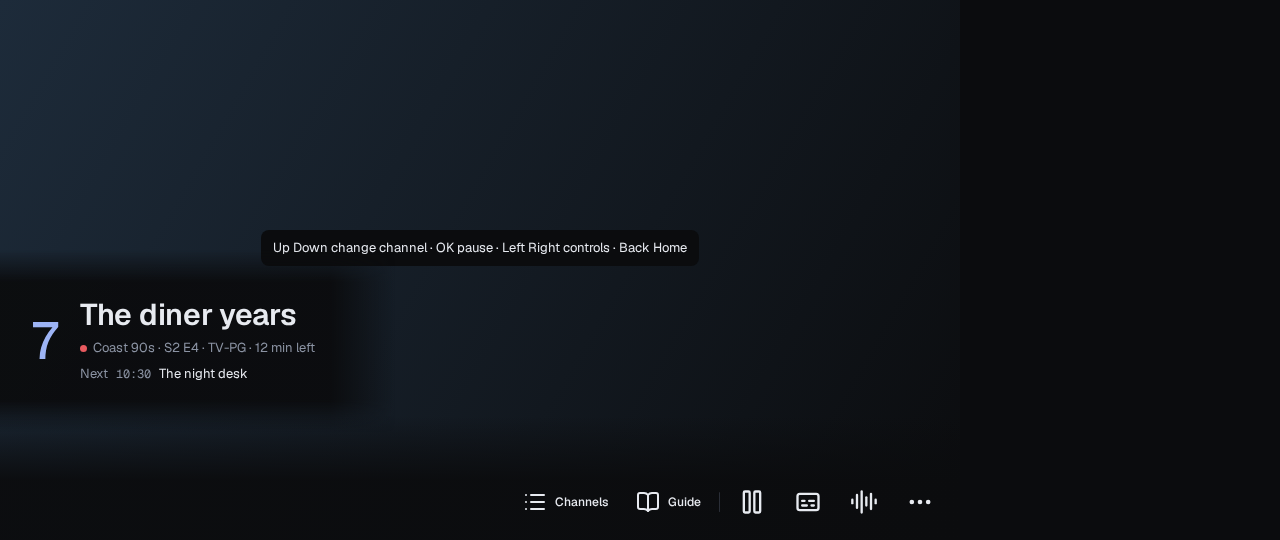 Up Down change channel · OK pause · Left Right controls · Back Home
7
The diner years
Coast 90s · S2 E4 · TV-PG · 12 min left
Next 10:30 The night desk
Channels
Guide